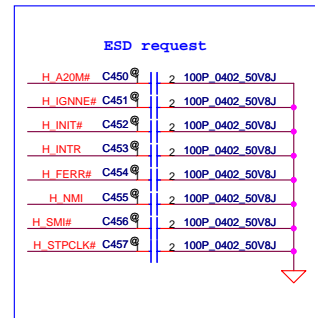 ESD request
H_A20M# C450 @ 2 100P_0402_50V8J
H_IGNNE# C451 @ 2 100P_0402_50V8J
H_INIT# C452 @ 2 100P_0402_50V8J
H_INTR C453 @ 2 100P_0402_50V8J
H_FERR# C454 @ 2 100P_0402_50V8J
H_NMI C455 @ 2 100P_0402_50V8J
H_SMI# C456 @ 2 100P_0402_50V8J
H_STPCLK# C457 @ 2 100P_0402_50V8J